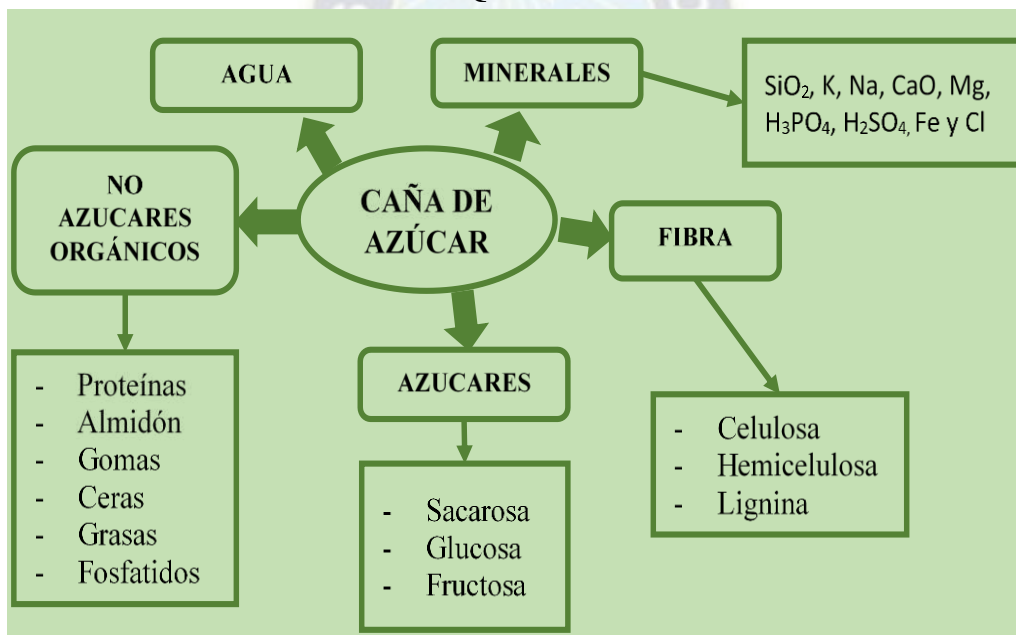 AGUA
MINERALES
SiO₂, K, Na, CaO, Mg,
H₃PO₄, H₂SO₄, Fe y Cl
NO
AZUCARES
ORGÁNICOS
CAÑA DE
AZÚCAR
FIBRA
AZUCARES
- Proteínas
- Almidón
- Gomas
- Ceras
- Grasas
- Fosfatidos
- Sacarosa
- Glucosa
- Fructosa
- Celulosa
- Hemicelulosa
- Lignina